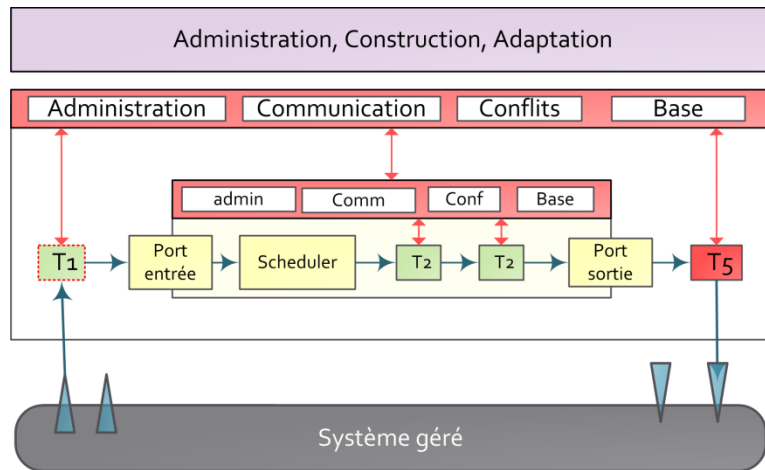 Administration, Construction, Adaptation
Administration Communication Conflits Base
admin Comm Conf Base
T1 Port entrée Scheduler T2 T2 Port sortie T5
Système géré